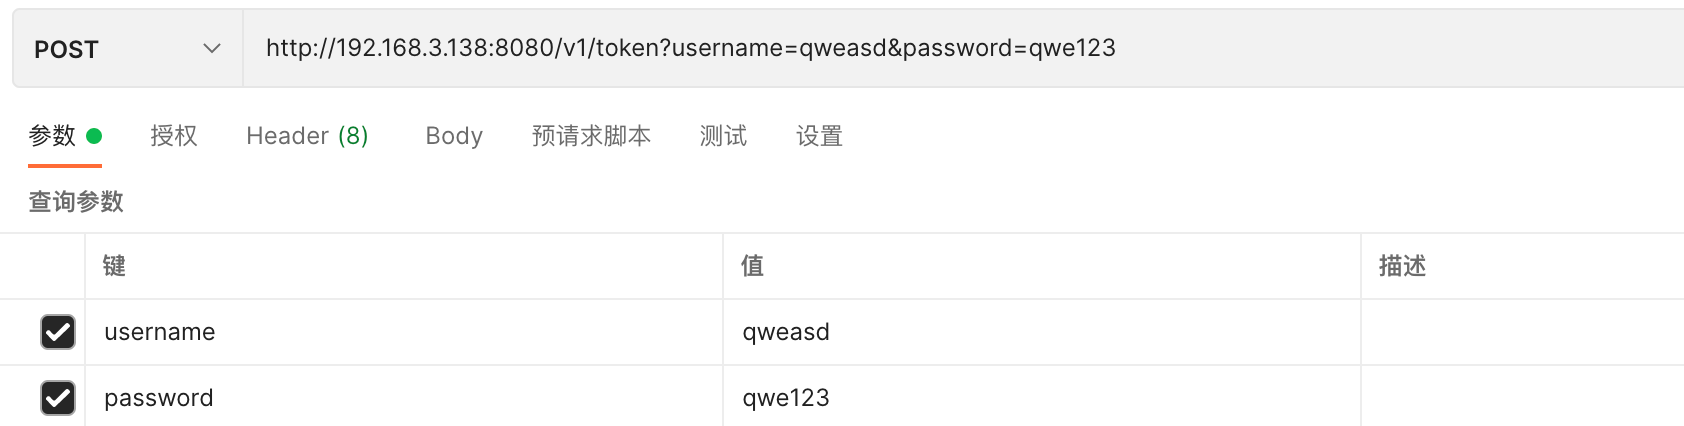 POST http://192.168.3.138:8080/v1/token?username=qweasd&password=qwe123
参数 授权 Header (8) Body 预请求脚本 测试 设置
查询参数
键 值 描述
username qweasd
password qwe123